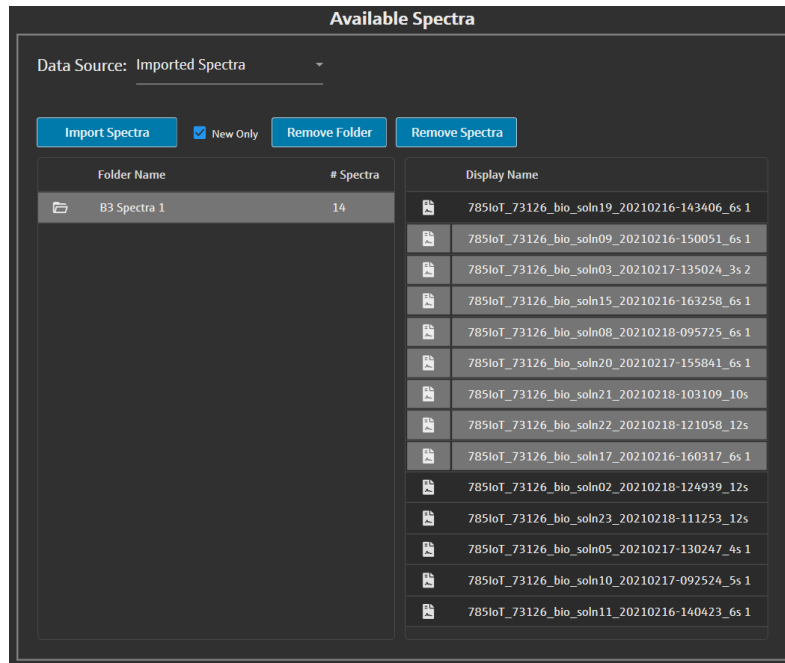 Available Spectra
Data Source: Imported Spectra
Import Spectra New Only Remove Folder Remove Spectra
Folder Name # Spectra Display Name
B3 Spectra 1 14 785IoT_73126_bio_soln19_20210216-143406_6s 1
785IoT_73126_bio_soln09_20210216-150051_6s 1
785IoT_73126_bio_soln03_20210217-135024_3s 2
785IoT_73126_bio_soln15_20210216-163258_6s 1
785IoT_73126_bio_soln08_20210218-095725_6s 1
785IoT_73126_bio_soln20_20210217-155841_6s 1
785IoT_73126_bio_soln21_20210218-103109_10s
785IoT_73126_bio_soln22_20210218-121058_12s
785IoT_73126_bio_soln17_20210216-160317_6s 1
785IoT_73126_bio_soln02_20210218-124939_12s
785IoT_73126_bio_soln23_20210218-111253_12s
785IoT_73126_bio_soln05_20210217-130247_4s 1
785IoT_73126_bio_soln10_20210217-092524_5s 1
785IoT_73126_bio_soln11_20210216-140423_6s 1